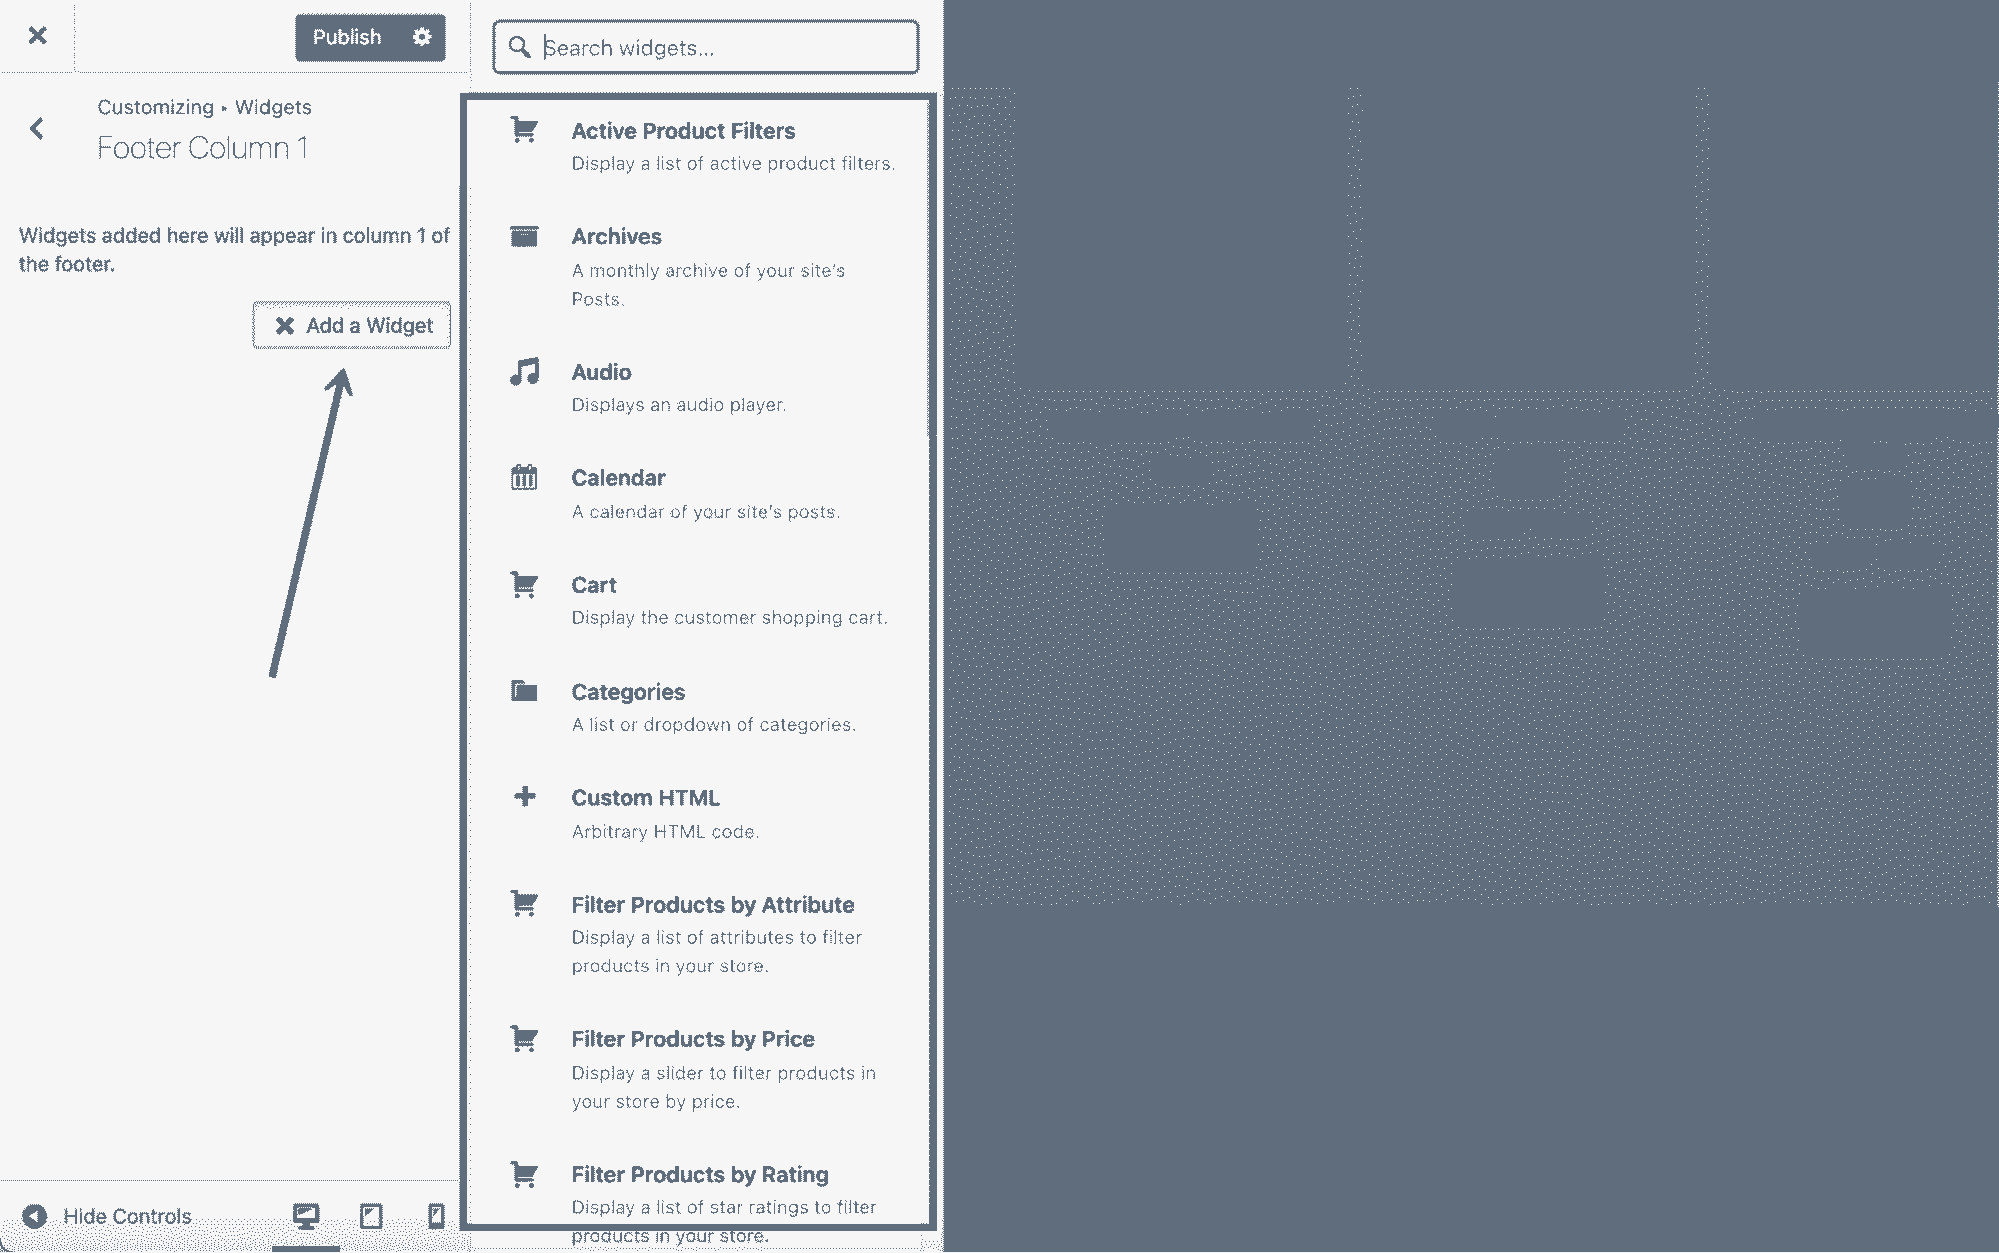 Publish
Search widgets...
Customizing ▸ Widgets
Footer Column 1
Widgets added here will appear in column 1 of
the footer.
Add a Widget
Active Product Filters
Display a list of active product filters.
Archives
A monthly archive of your site's
Posts.
Audio
Displays an audio player.
Calendar
A calendar of your site's posts.
Cart
Display the customer shopping cart.
Categories
A list or dropdown of categories.
Custom HTML
Arbitrary HTML code.
Filter Products by Attribute
Display a list of attributes to filter
products in your store.
Filter Products by Price
Display a slider to filter products in
your store by price.
Filter Products by Rating
Display a list of star ratings to filter
products in your store.
Hide Controls